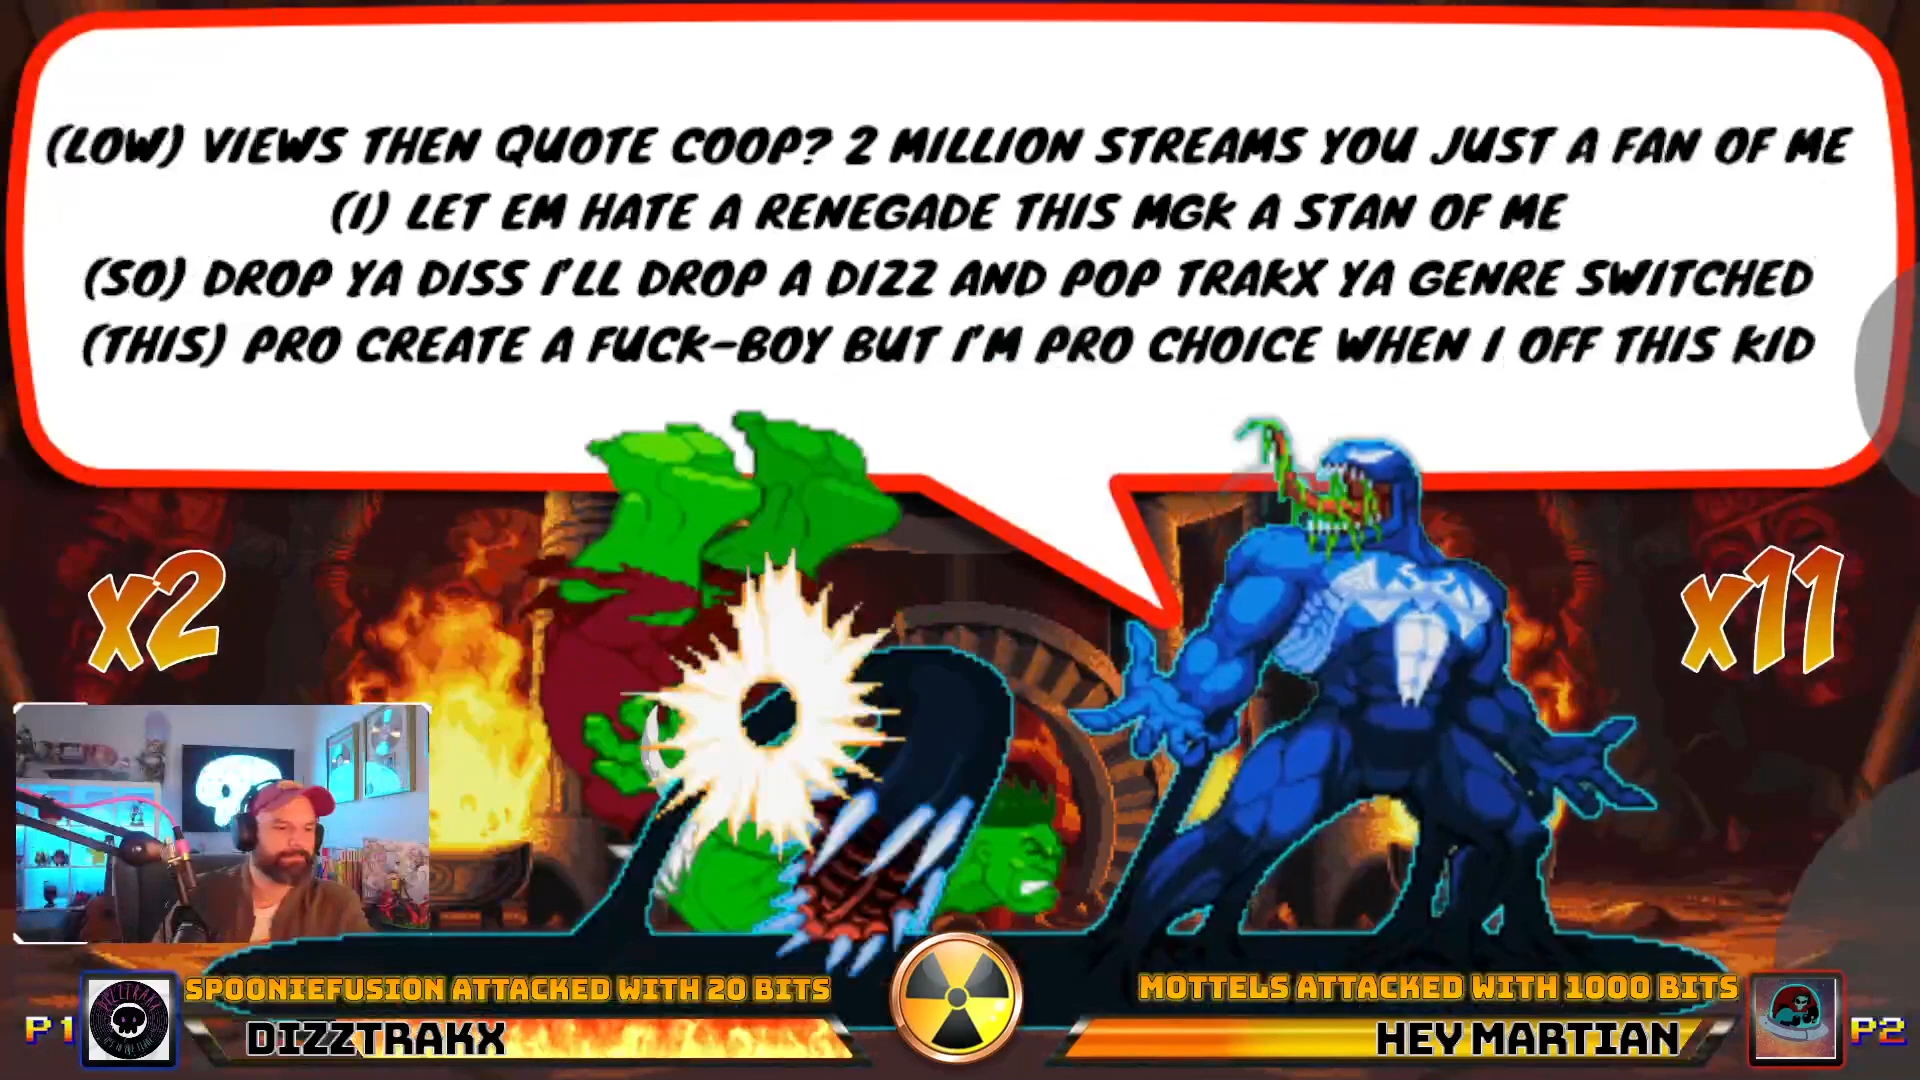 (LOW) VIEWS THEN QUOTE COOP? 2 MILLION STREAMS YOU JUST A FAN OF ME
(I) LET EM HATE A RENEGADE THIS MGK A STAN OF ME
(SO) DROP YA DISS I'LL DROP A DIZZ AND POP TRAKX YA GENRE SWITCHED
(THIS) PRO CREATE A FUCK-BOY BUT I'M PRO CHOICE WHEN I OFF THIS KID
X2
X11
SPOONIEFUSION ATTACKED WITH 20 BITS
MOTTELS ATTACKED WITH 1000 BITS
P1
DIZZTRAKX
HEY MARTIAN
P2